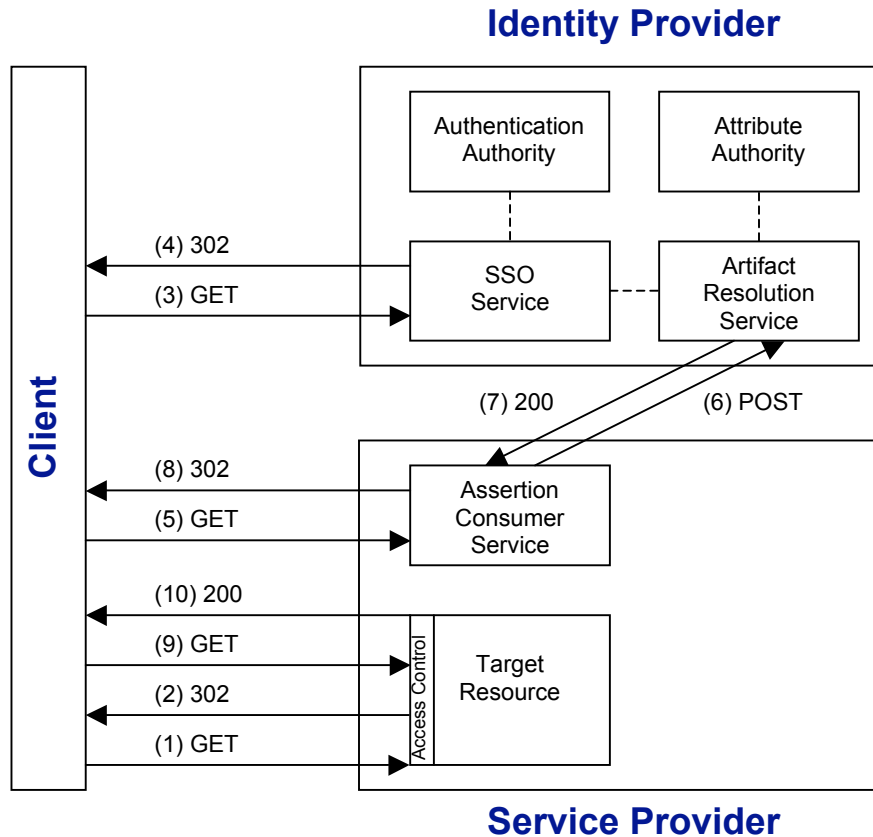 Identity Provider
Client
Authentication
Authority
Attribute
Authority
(4) 302
(3) GET
SSO
Service
Artifact
Resolution
Service
(7) 200
(6) POST
(8) 302
(5) GET
Assertion
Consumer
Service
(10) 200
(9) GET
(2) 302
(1) GET
Access Control
Target
Resource
Service Provider